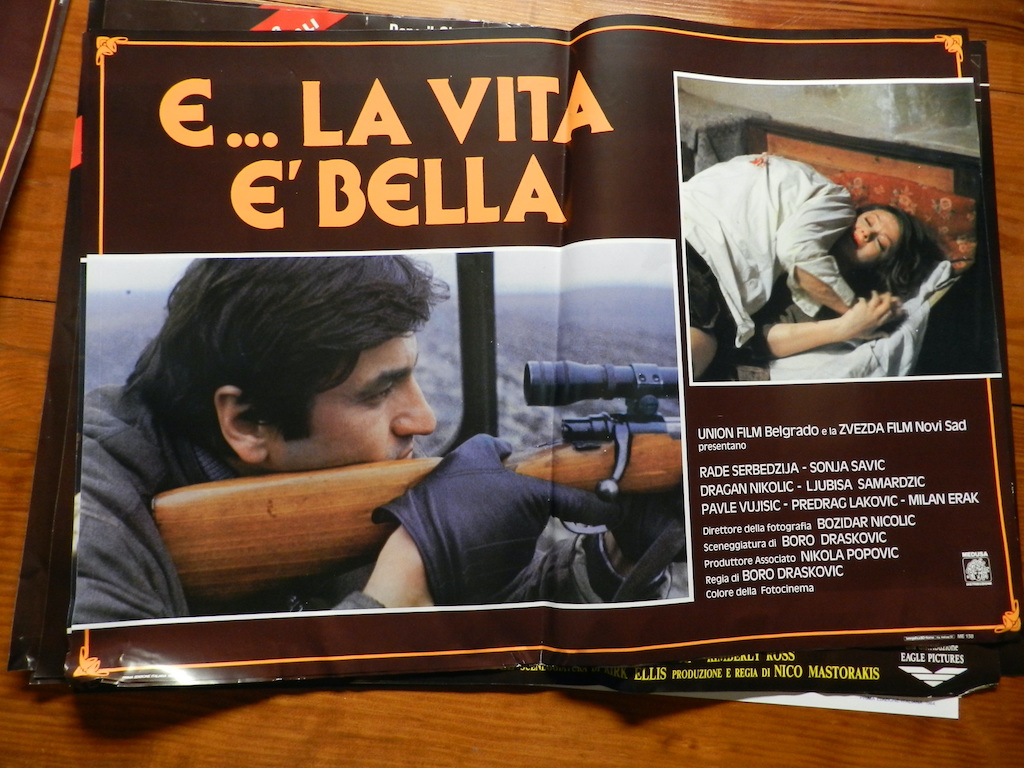 E... LA VITA
E' BELLA
UNION FILM Belgrado e la ZVEZDA FILM Novi Sad
presentano
RADE SERBEDZIJA - SONJA SAVIC
DRAGAN NIKOLIC - LJUBISA SAMARDZIC
PAVLE VUJISIC - PREDRAG LAKOVIC - MILAN ERAK
Direttore della fotografia BOZIDAR NICOLIC
Sceneggiatura di BORO DRASKOVIC
Produttore Associato NIKOLA POPOVIC
Regia di BORO DRASKOVIC
Colore della Fotocinema
MEDUSA
KIMBERLY ROSS
ELLIS PRODUZIONE E REGIA DI NICO MASTORAKIS
EAGLE PICTURES